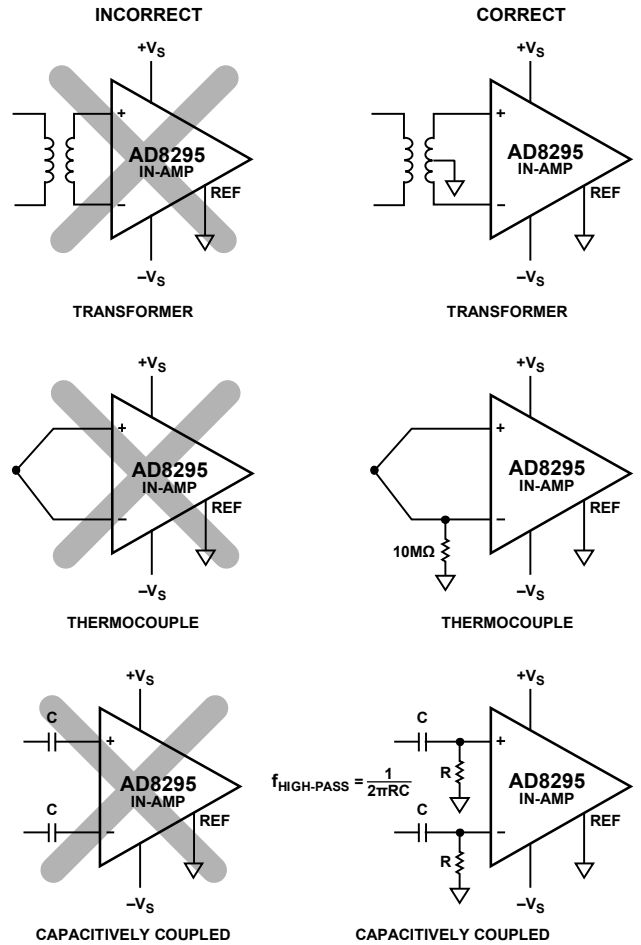 INCORRECT
CORRECT
+VS
+
AD8295
IN-AMP
–
REF
–VS
TRANSFORMER
+VS
+
AD8295
IN-AMP
–
REF
–VS
TRANSFORMER
+VS
+
AD8295
IN-AMP
–
REF
–VS
THERMOCOUPLE
+VS
+
AD8295
IN-AMP
–
REF
10MΩ
–VS
THERMOCOUPLE
+VS
C
+
AD8295
IN-AMP
C
–
REF
–VS
CAPACITIVELY COUPLED
fHIGH-PASS = 1/2πRC
+VS
C
+
R
AD8295
IN-AMP
C
–
REF
R
–VS
CAPACITIVELY COUPLED